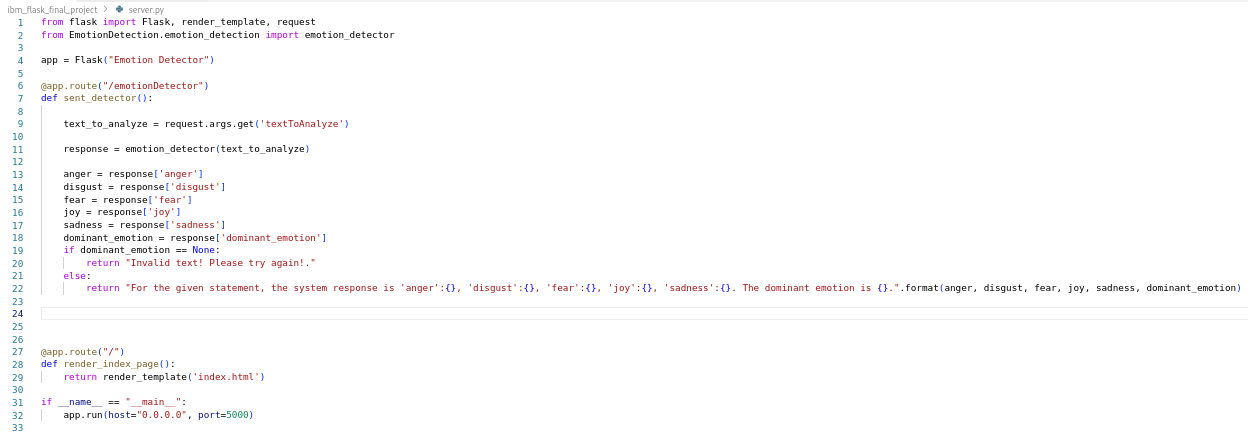 ibm_flask_final_project > server.py
1 from flask import Flask, render_template, request
2 from EmotionDetection.emotion_detection import emotion_detector
3
4 app = Flask("Emotion Detector")
5
6 @app.route("/emotionDetector")
7 def sent_detector():
8
9     text_to_analyze = request.args.get('textToAnalyze')
10
11     response = emotion_detector(text_to_analyze)
12
13     anger = response['anger']
14     disgust = response['disgust']
15     fear = response['fear']
16     joy = response['joy']
17     sadness = response['sadness']
18     dominant_emotion = response['dominant_emotion']
19     if dominant_emotion == None:
20         return "Invalid text! Please try again!."
21     else:
22         return "For the given statement, the system response is 'anger':{}, 'disgust':{}, 'fear':{}, 'joy':{}, 'sadness':{}. The dominant emotion is {}.".format(anger, disgust, fear, joy, sadness, dominant_emotion)
23
24
25
26
27 @app.route("/")
28 def render_index_page():
29     return render_template('index.html')
30
31 if __name__ == "__main__":
32     app.run(host="0.0.0.0", port=5000)
33